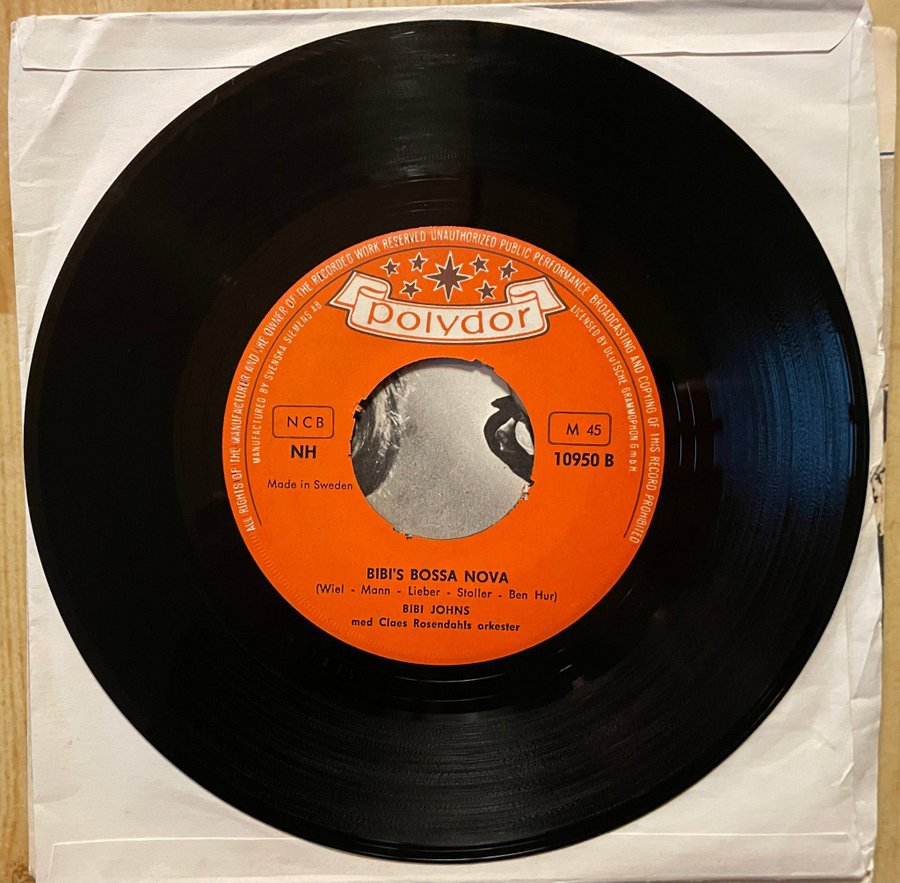 ALL RIGHTS OF THE MANUFACTURER AND THE OWNER OF THE RECORDED WORK RESERVED UNAUTHORIZED PUBLIC PERFORMANCE, BROADCASTING AND COPYING OF THIS RECORD PROHIBITED
MANUFACTURED BY SVENSKA SIEMENS AB
LICENSED BY DEUTSCHE GRAMMOPHON GmbH
polydor
NCB
NH
Made in Sweden
M 45
10950 B
BIBI'S BOSSA NOVA
(Wiel - Mann - Lieber - Stoller - Ben Hur)
BIBI JOHNS
med Claes Rosendahls orkester